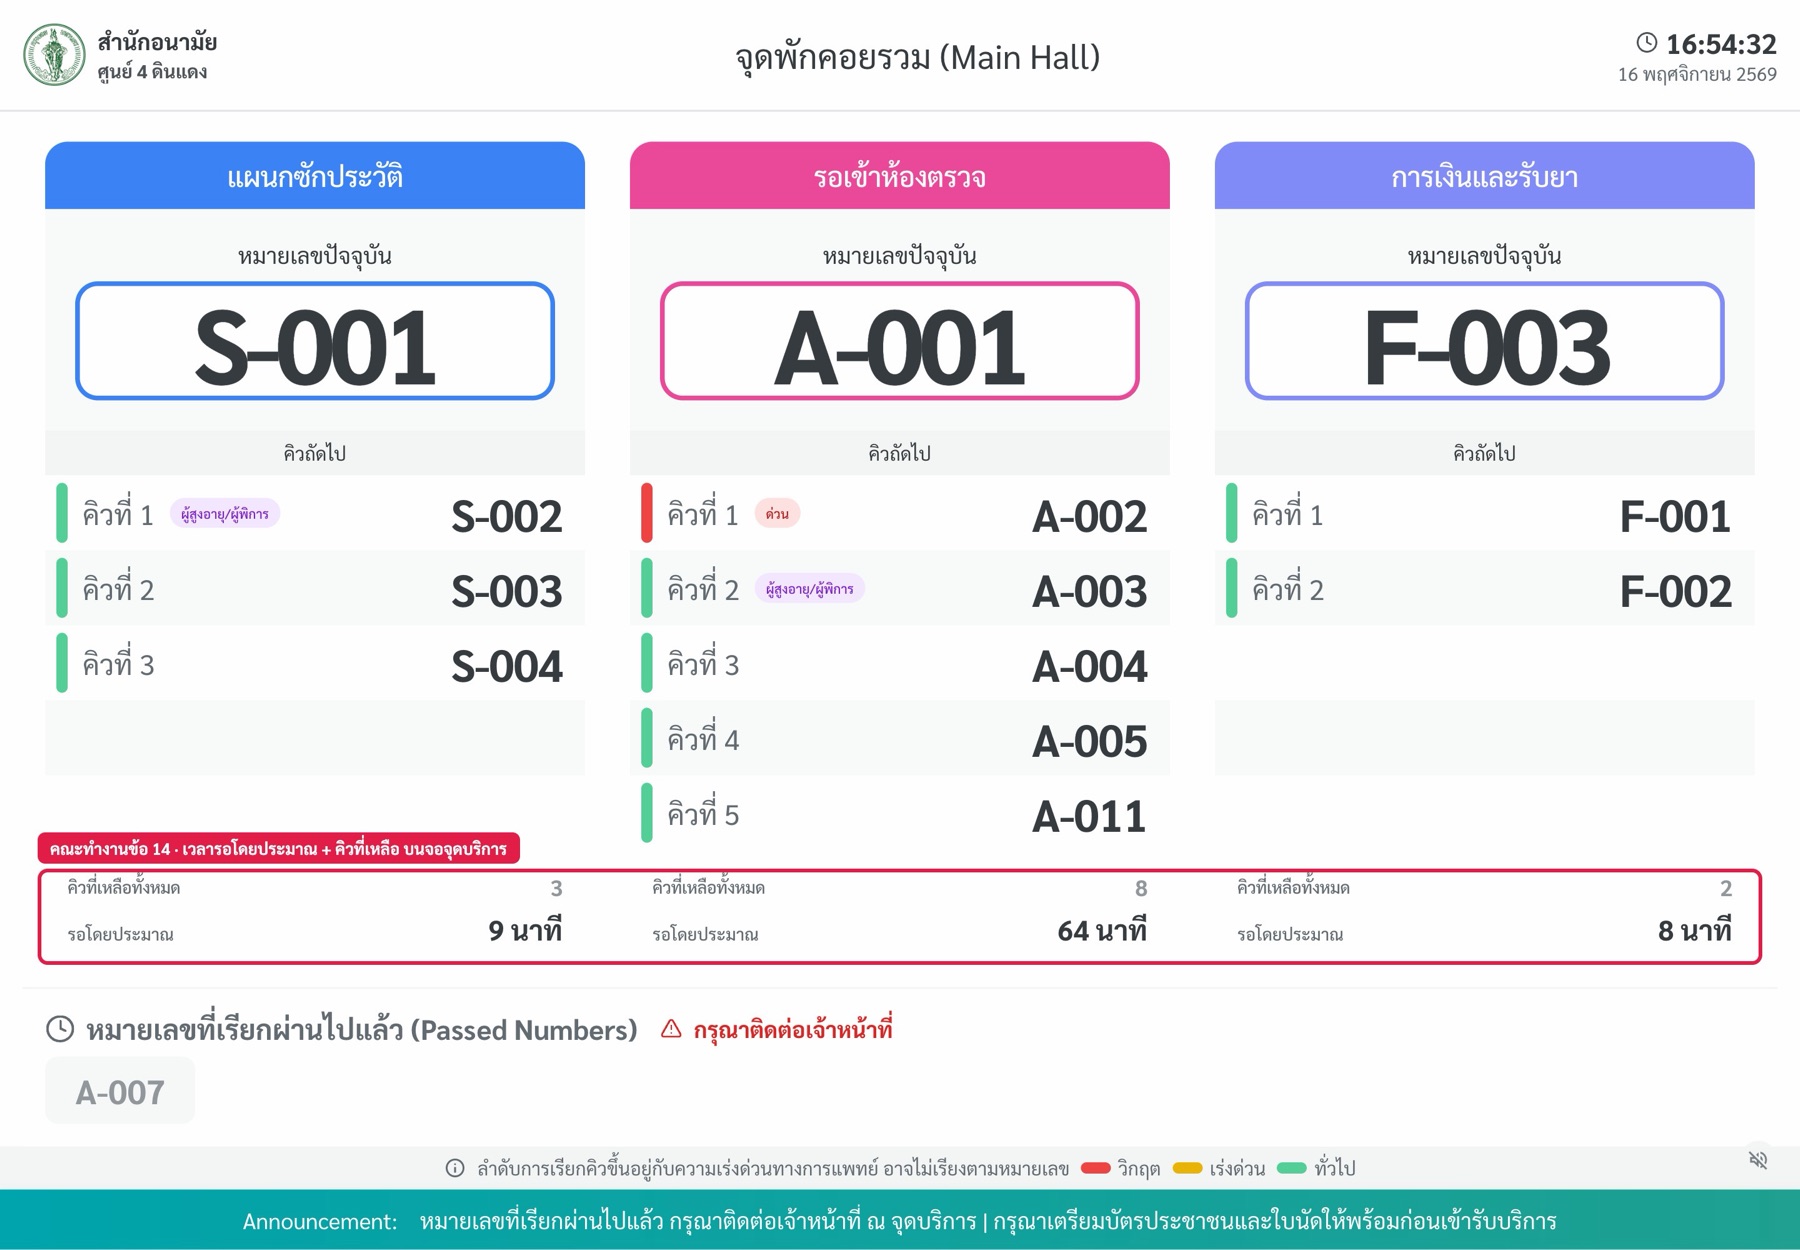 สำนักอนามัย
ศูนย์ 4 ดินแดง
จุดพักคอยรวม (Main Hall)
16:54:32
16 พฤศจิกายน 2569
แผนกซักประวัติ
หมายเลขปัจจุบัน
S-001
คิวถัดไป
คิวที่ 1 ผู้สูงอายุ/ผู้พิการ S-002
คิวที่ 2 S-003
คิวที่ 3 S-004
รอเข้าห้องตรวจ
หมายเลขปัจจุบัน
A-001
คิวถัดไป
คิวที่ 1 ด่วน A-002
คิวที่ 2 ผู้สูงอายุ/ผู้พิการ A-003
คิวที่ 3 A-004
คิวที่ 4 A-005
คิวที่ 5 A-011
การเงินและรับยา
หมายเลขปัจจุบัน
F-003
คิวถัดไป
คิวที่ 1 F-001
คิวที่ 2 F-002
คณะทำงานข้อ 14 · เวลารอโดยประมาณ + คิวที่เหลือ บนจอจุดบริการ
คิวที่เหลือทั้งหมด 3
รอโดยประมาณ 9 นาที
คิวที่เหลือทั้งหมด 8
รอโดยประมาณ 64 นาที
คิวที่เหลือทั้งหมด 2
รอโดยประมาณ 8 นาที
หมายเลขที่เรียกผ่านไปแล้ว (Passed Numbers) กรุณาติดต่อเจ้าหน้าที่
A-007
ลำดับการเรียกคิวขึ้นอยู่กับความเร่งด่วนทางการแพทย์ อาจไม่เรียงตามหมายเลข วิกฤต เร่งด่วน ทั่วไป
Announcement: หมายเลขที่เรียกผ่านไปแล้ว กรุณาติดต่อเจ้าหน้าที่ ณ จุดบริการ | กรุณาเตรียมบัตรประชาชนและใบนัดให้พร้อมก่อนเข้ารับบริการ